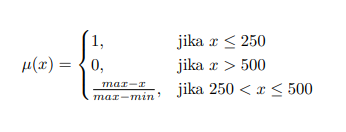 1, jika x ≤ 250
μ(x) = { 0, jika x > 500
max−x / max−min, jika 250 < x ≤ 500